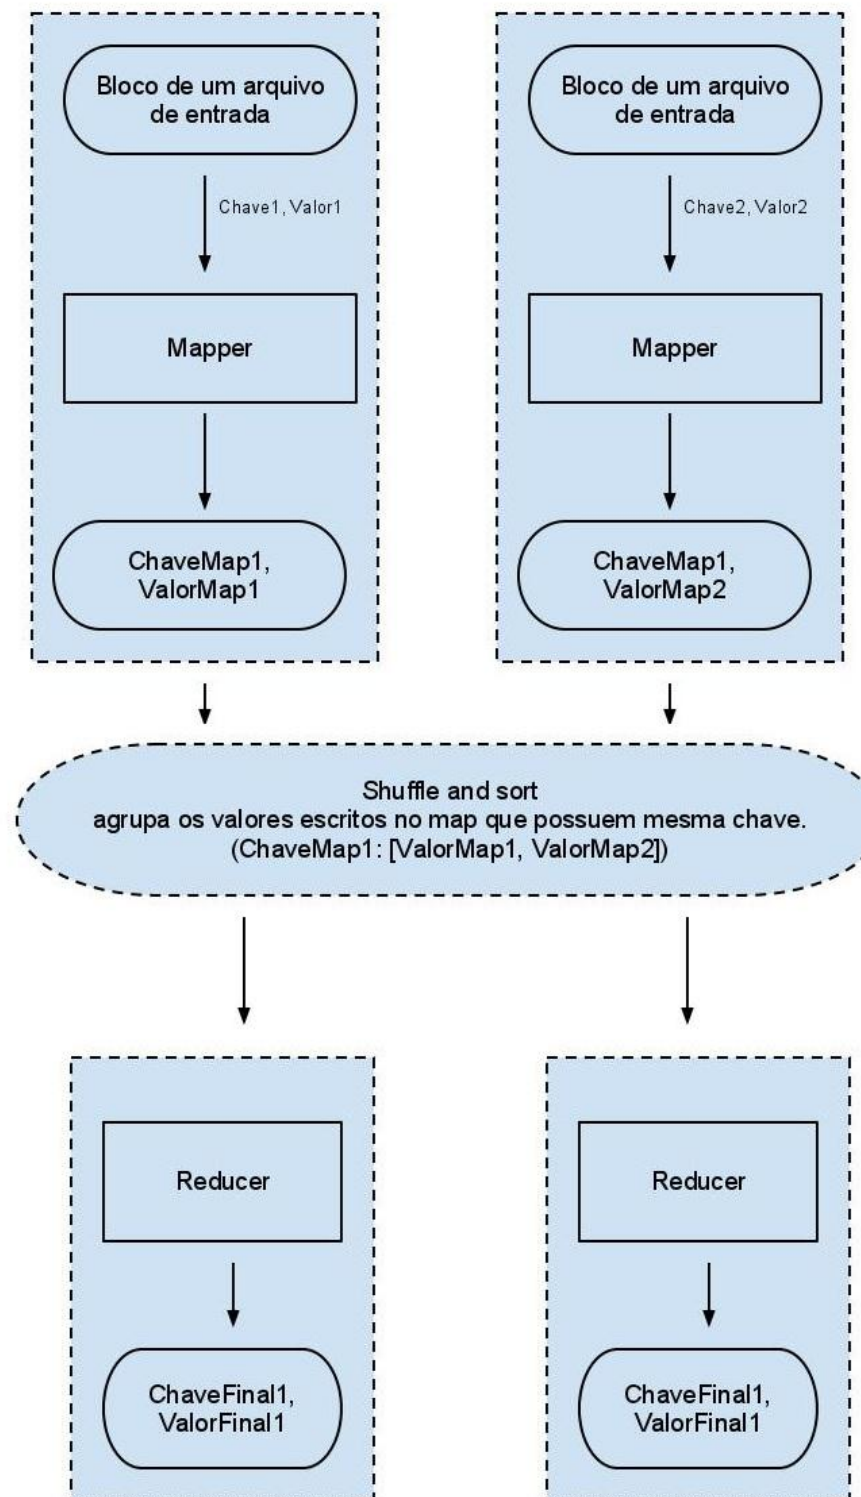 Bloco de um arquivo
de entrada
Bloco de um arquivo
de entrada
Chave1, Valor1
Chave2, Valor2
Mapper
Mapper
ChaveMap1,
ValorMap1
ChaveMap1,
ValorMap2
Shuffle and sort
agrupa os valores escritos no map que possuem mesma chave.
(ChaveMap1: [ValorMap1, ValorMap2])
Reducer
Reducer
ChaveFinal1,
ValorFinal1
ChaveFinal1,
ValorFinal1